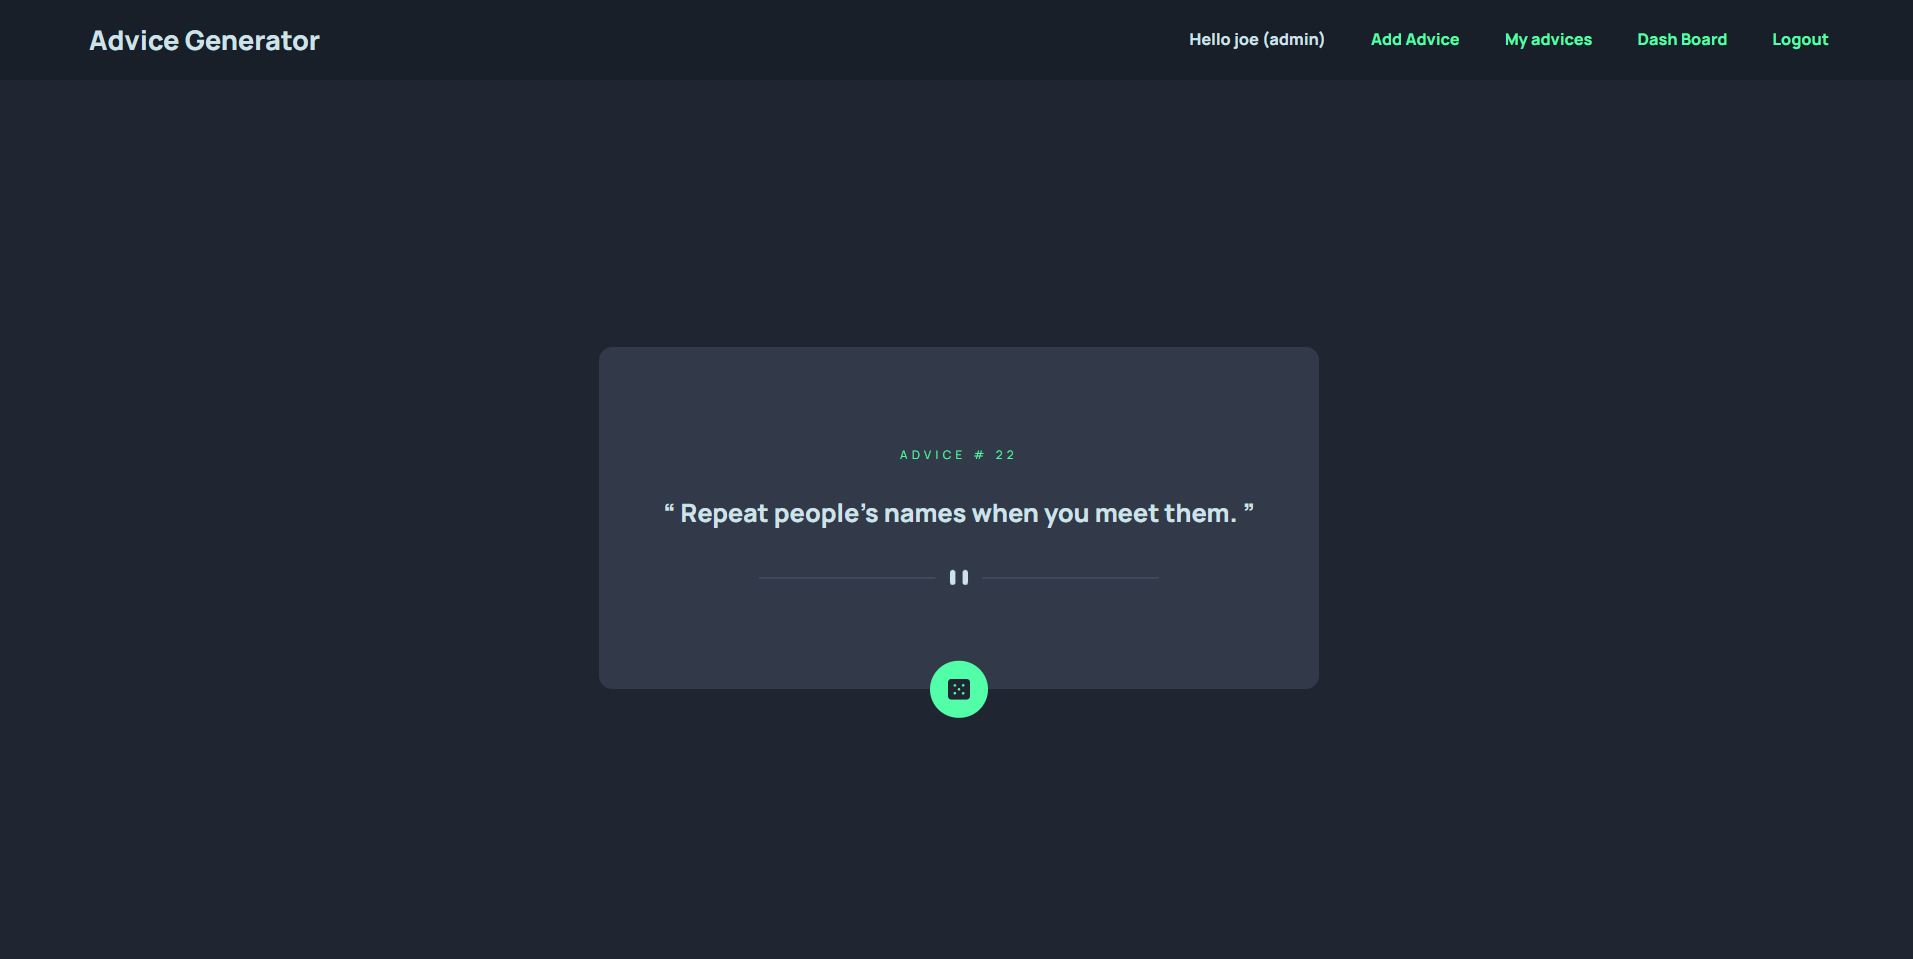 Advice Generator
Hello joe (admin) Add Advice My advices Dash Board Logout
ADVICE # 22
“ Repeat people’s names when you meet them. ”